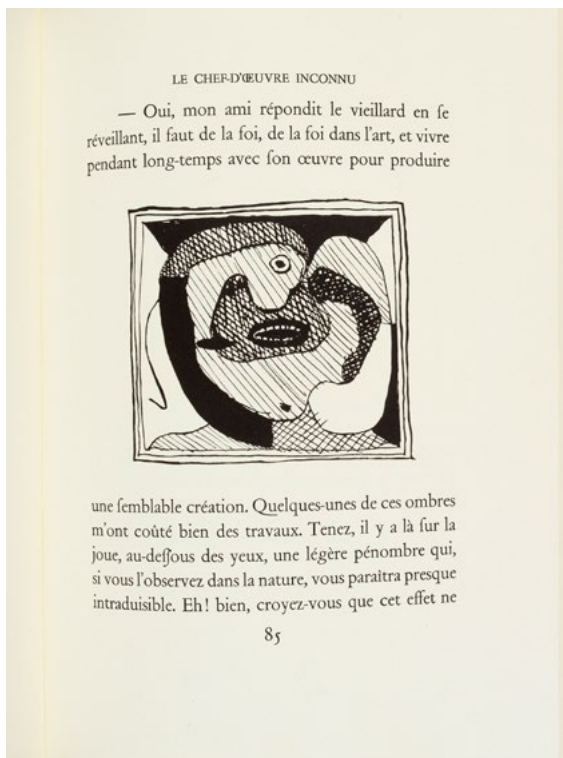 LE CHEF-D'ŒUVRE INCONNU
— Oui, mon ami répondit le vieillard en ſe
réveillant, il faut de la foi, de la foi dans l'art, et vivre
pendant long-temps avec ſon œuvre pour produire
une ſemblable création. Quelques-unes de ces ombres
m'ont coûté bien des travaux. Tenez, il y a là ſur la
joue, au-deſſous des yeux, une légère pénombre qui,
si vous l'obſervez dans la nature, vous paraîtra presque
intraduisible. Eh! bien, croyez-vous que cet effet ne
85